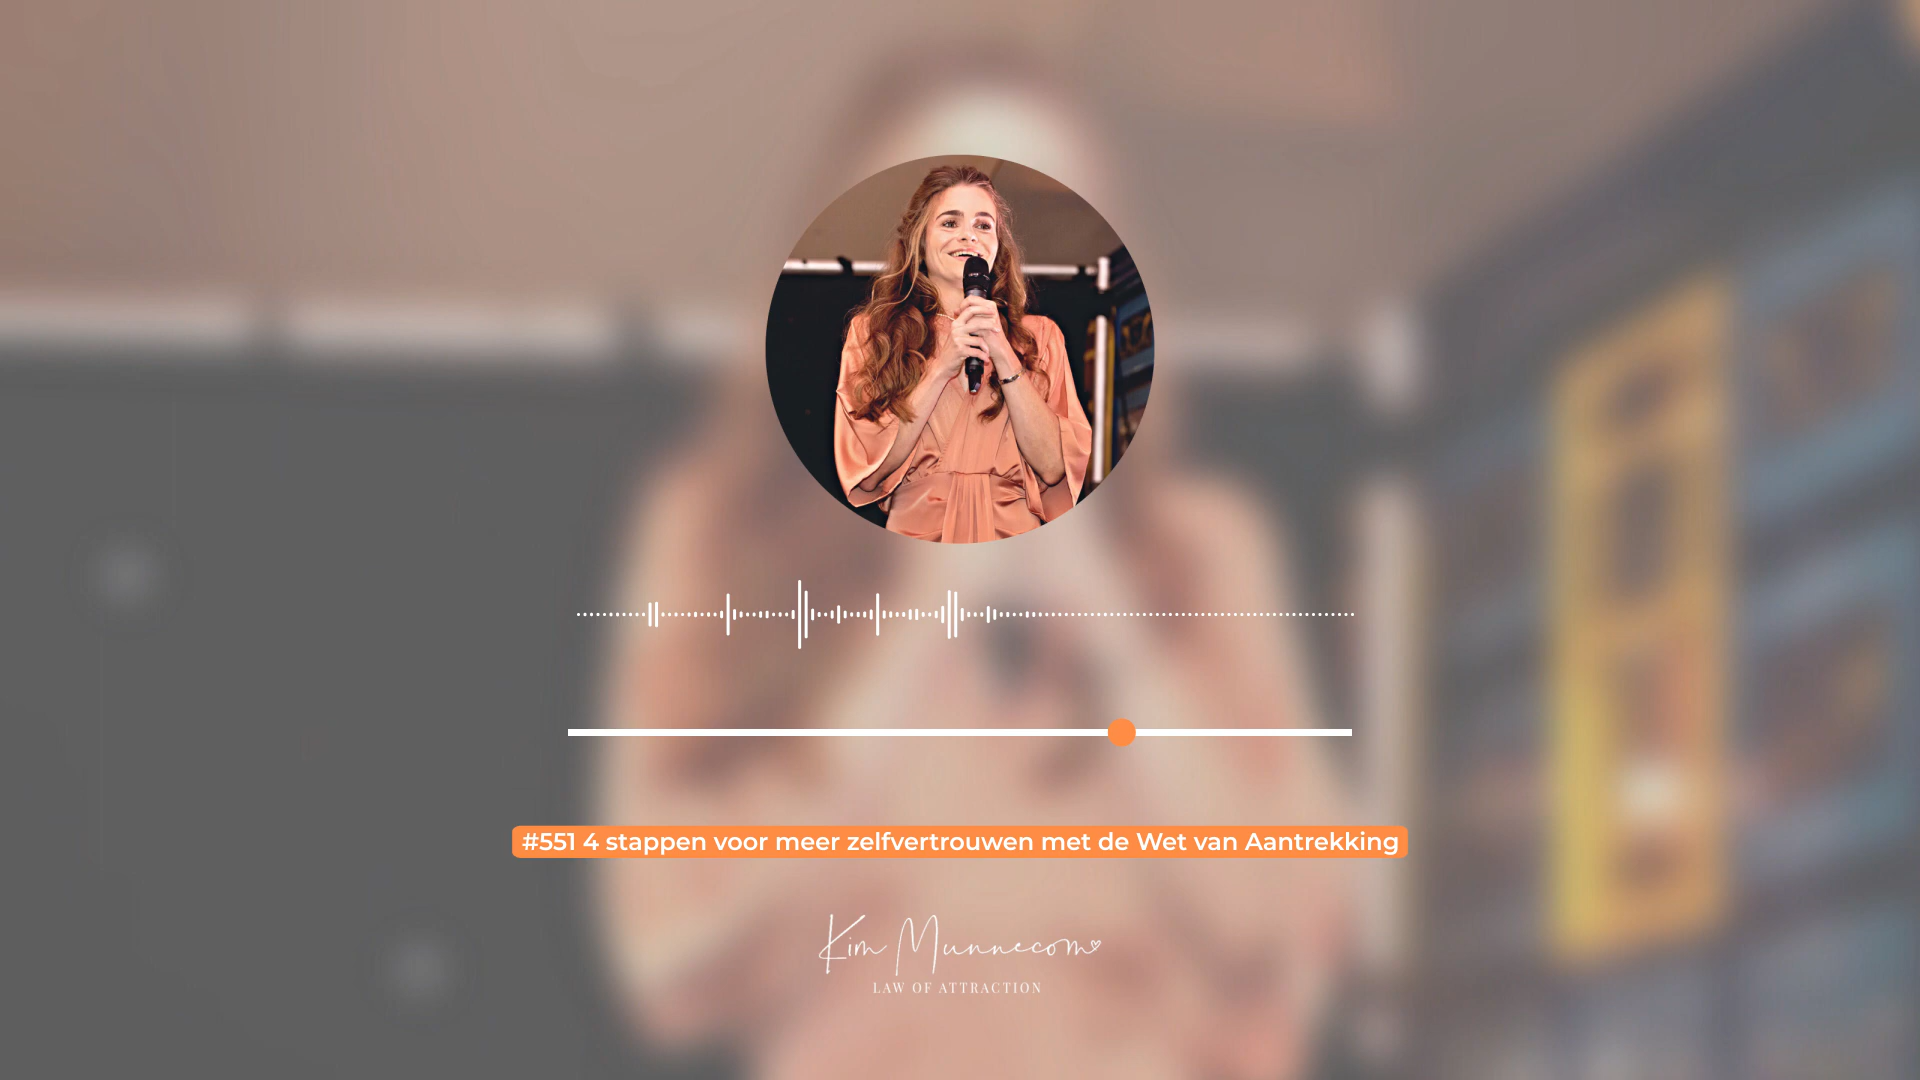 #551 4 stappen voor meer zelfvertrouwen met de Wet van Aantrekking
Kim Munnecom
LAW OF ATTRACTION